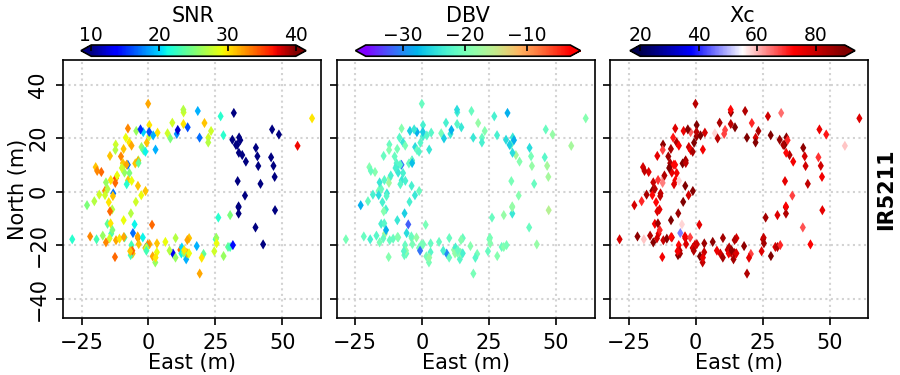 SNR DBV Xc
10 20 30 40 −30 −20 −10 20 40 60 80
North (m)
40
20
0
−20
−40
IR5211
−25 0 25 50 −25 0 25 50 −25 0 25 50
East (m) East (m) East (m)